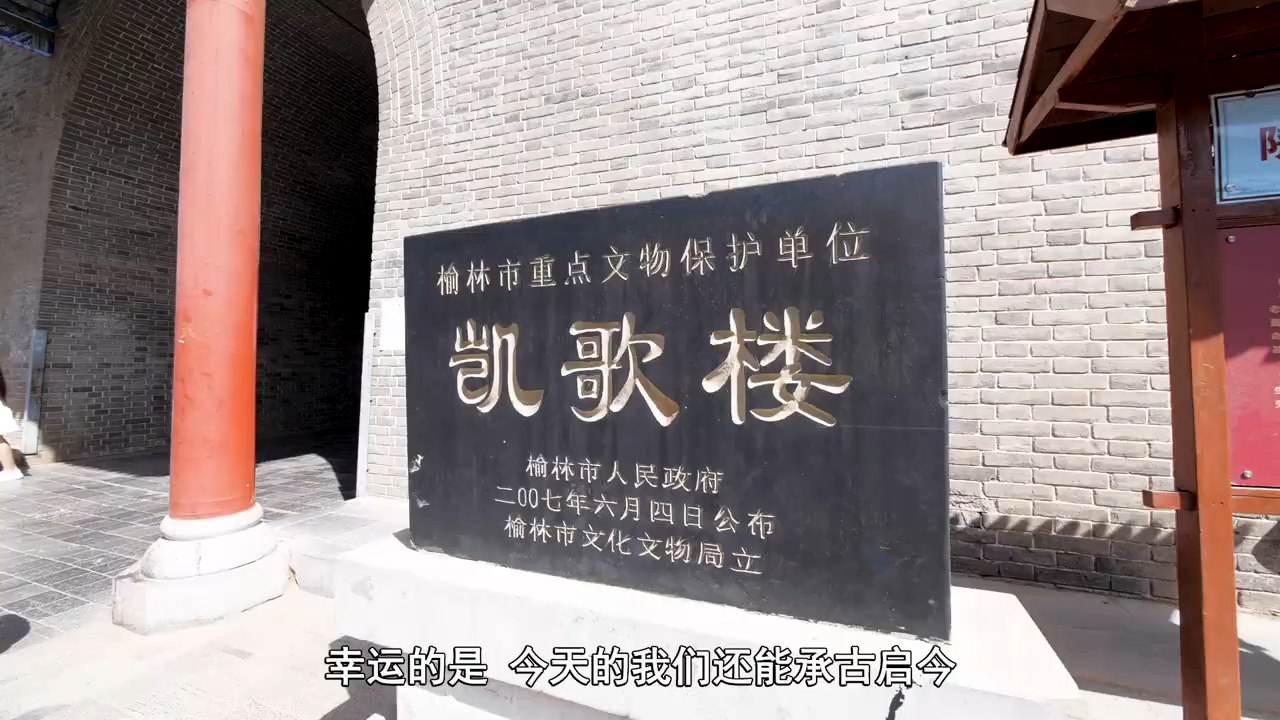 榆林市重点文物保护单位
凯歌楼
榆林市人民政府
二00七年六月四日公布
榆林市文化文物局立
幸运的是 今天的我们还能承古启今